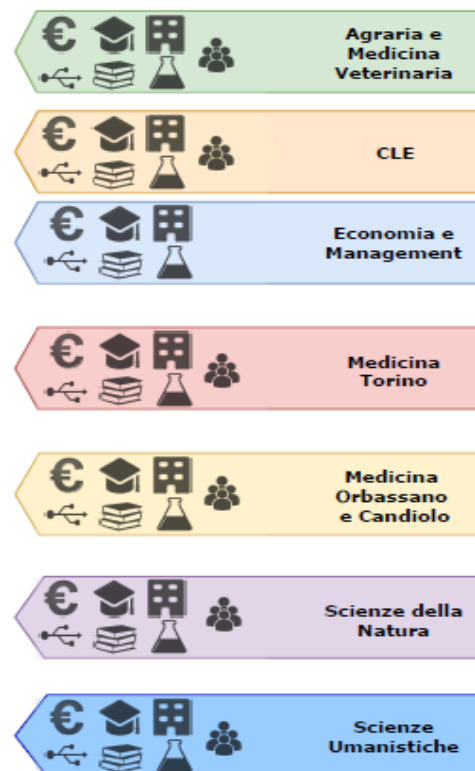 Agraria e
Medicina
Veterinaria
CLE
Economia e
Management
Medicina
Torino
Medicina
Orbassano
e Candiolo
Scienze della
Natura
Scienze
Umanistiche